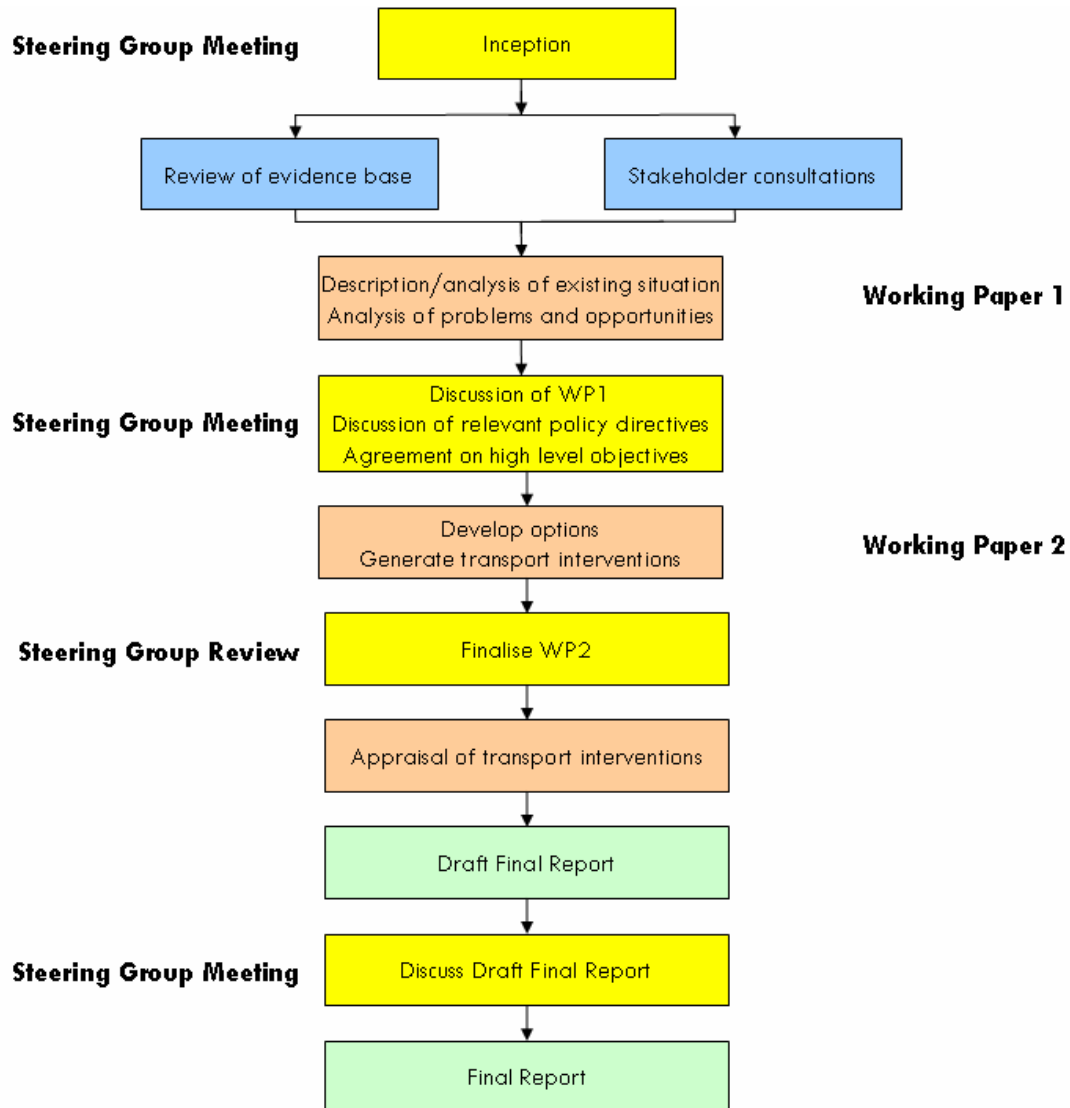 Steering Group Meeting
Inception
Review of evidence base
Stakeholder consultations
Description/analysis of existing situation
Analysis of problems and opportunities
Working Paper 1
Steering Group Meeting
Discussion of WP1
Discussion of relevant policy directives
Agreement on high level objectives
Develop options
Generate transport interventions
Working Paper 2
Steering Group Review
Finalise WP2
Appraisal of transport interventions
Draft Final Report
Steering Group Meeting
Discuss Draft Final Report
Final Report